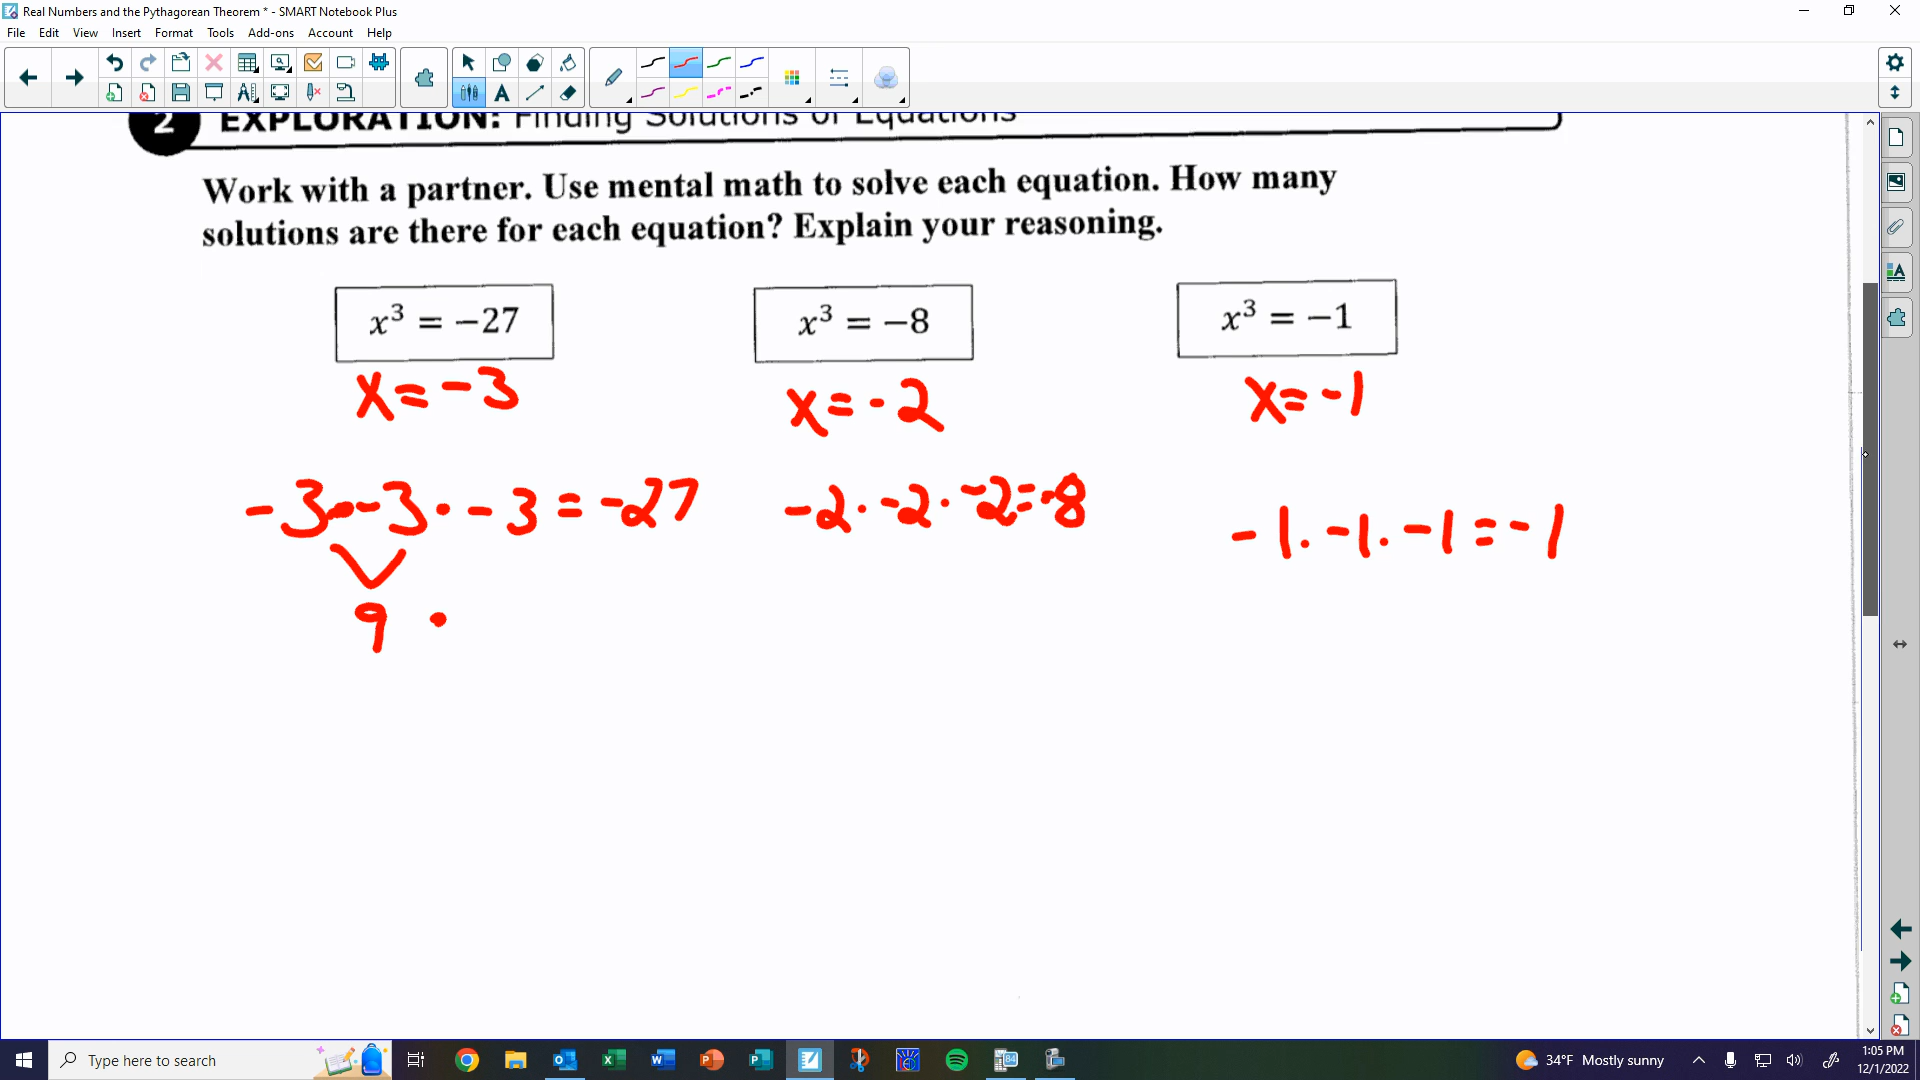 Real Numbers and the Pythagorean Theorem * - SMART Notebook Plus
File Edit View Insert Format Tools Add-ons Account Help
2 EXPLORATION: Finding Solutions of Equations
Work with a partner. Use mental math to solve each equation. How many
solutions are there for each equation? Explain your reasoning.
x³ = −27 x³ = −8 x³ = −1
x = -3 x = -2 x = -1
-3 · -3 · -3 = -27 -2 · -2 · -2 = -8 -1 · -1 · -1 = -1
9 ·
Type here to search
34°F Mostly sunny
1:05 PM
12/1/2022